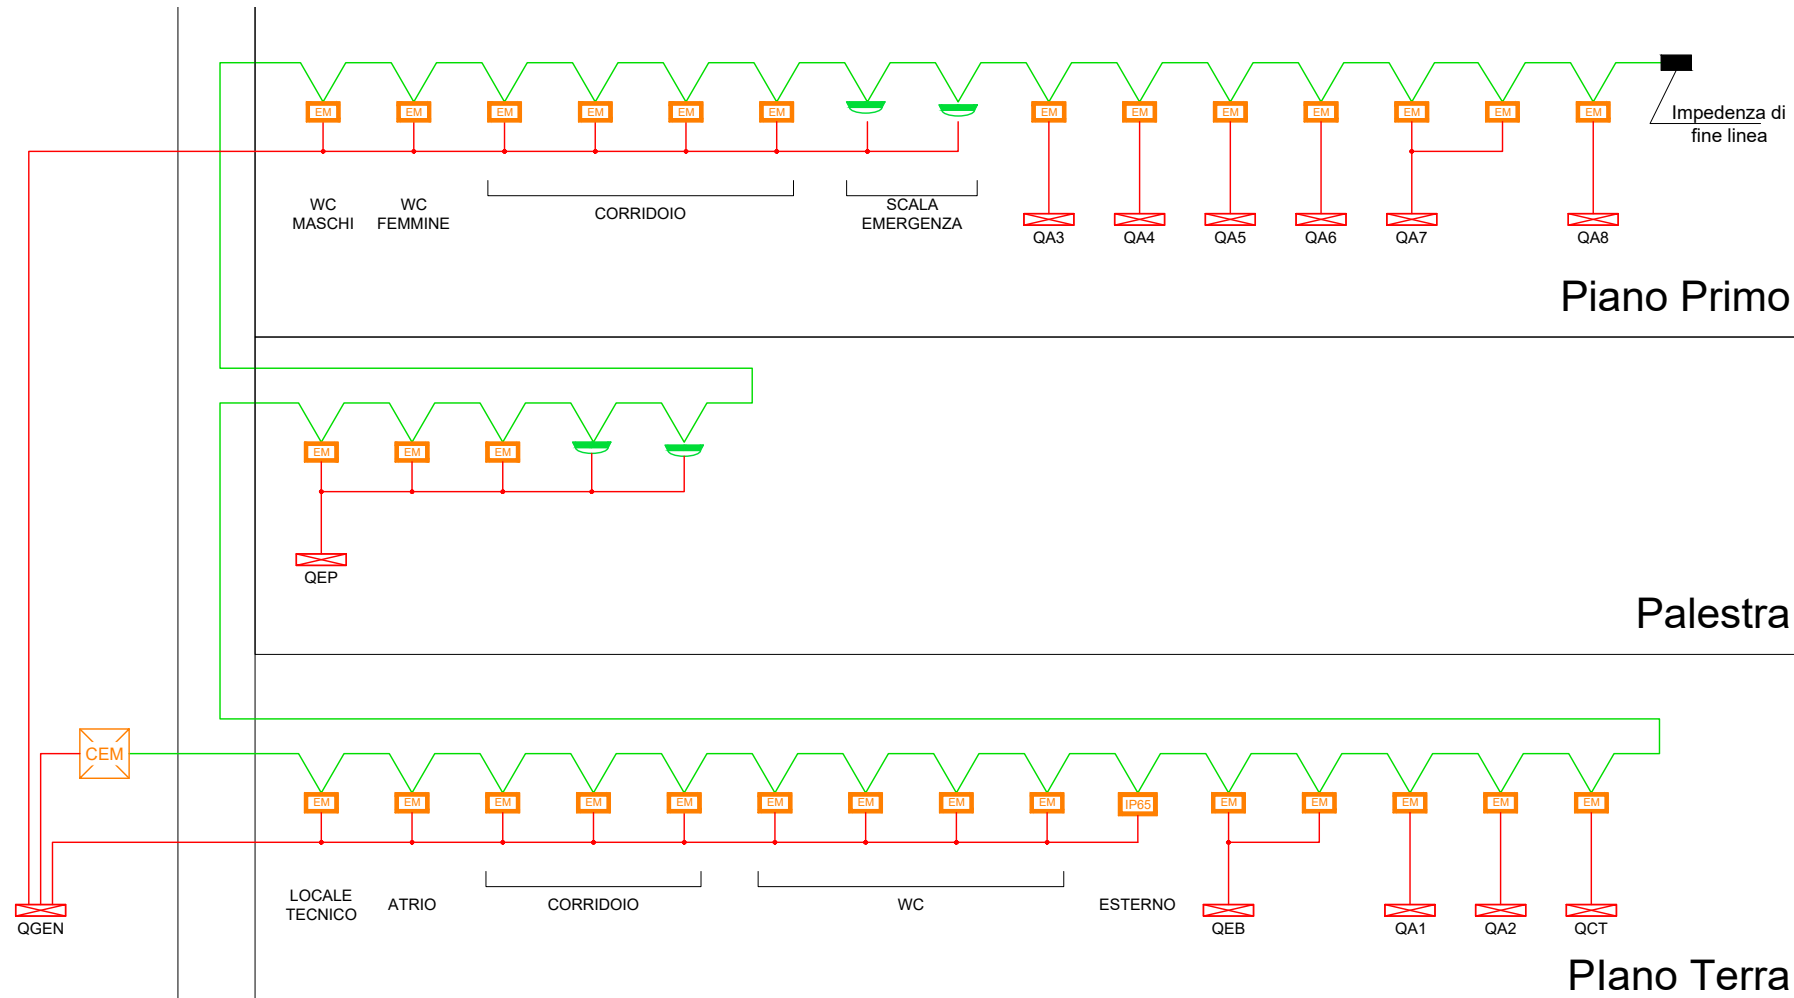 EM EM EM EM EM EM EM EM EM EM EM EM EM
Impedenza di
fine linea
WC
MASCHI
WC
FEMMINE
CORRIDOIO
SCALA
EMERGENZA
QA3 QA4 QA5 QA6 QA7 QA8
Piano Primo
EM EM EM
QEP
Palestra
CEM
EM EM EM EM EM EM EM EM EM IP65 EM EM EM EM EM
LOCALE
TECNICO
ATRIO
CORRIDOIO
WC
ESTERNO
QGEN
QEB QA1 QA2 QCT
PIano Terra